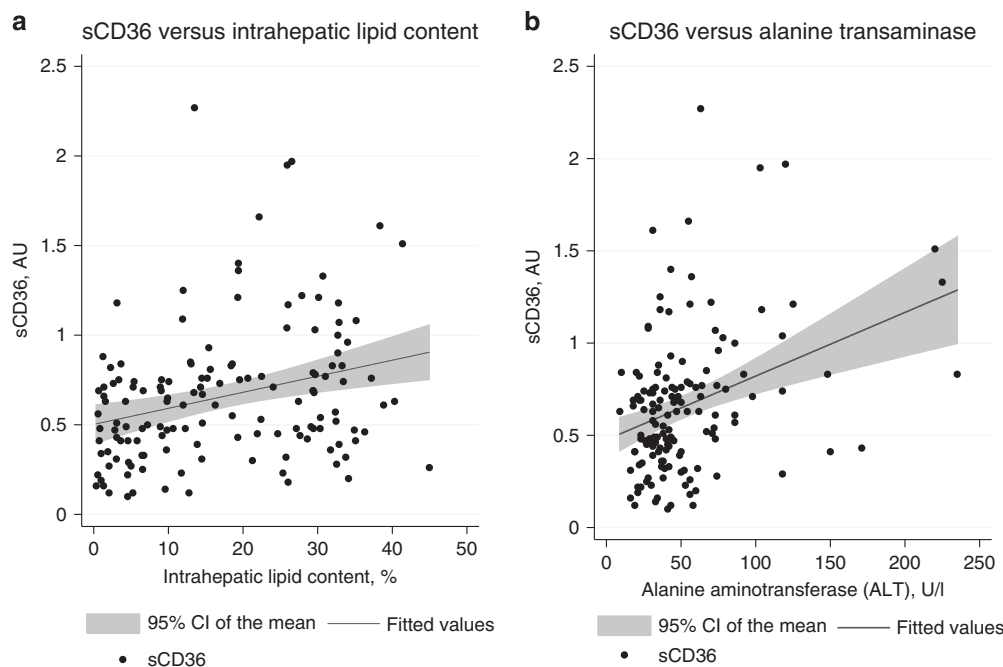 a
sCD36 versus intrahepatic lipid content
2.5
2
1.5
1
0.5
0
sCD36, AU
0 10 20 30 40 50
Intrahepatic lipid content, %
95% CI of the mean Fitted values
sCD36
b
sCD36 versus alanine transaminase
2.5
2
1.5
1
0.5
0
sCD36, AU
0 50 100 150 200 250
Alanine aminotransferase (ALT), U/l
95% CI of the mean Fitted values
sCD36